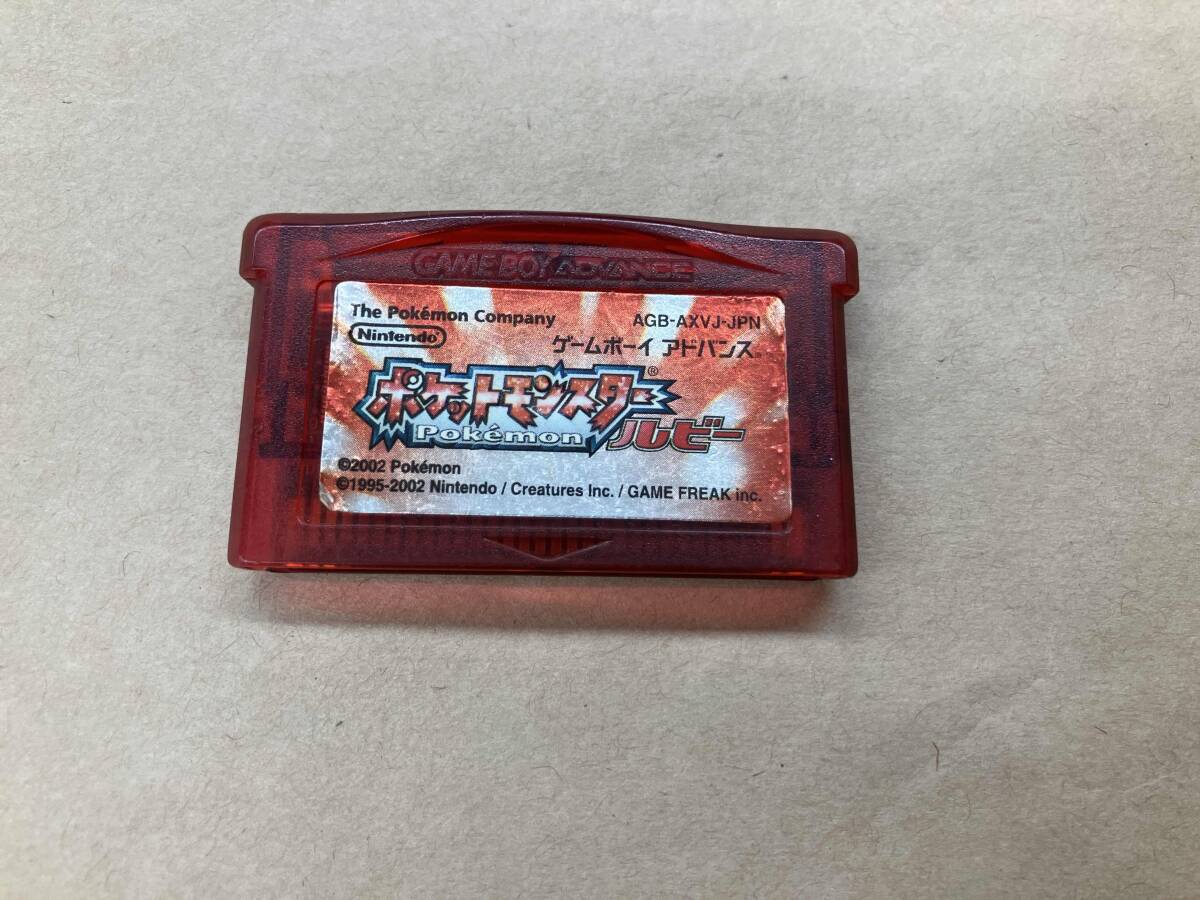 GAME BOY ADVANCE
The Pokémon Company
AGB-AXVJ-JPN
Nintendo
ゲームボーイ アドバンス®
ポケットモンスター®
Pokémon
ルビー
©2002 Pokémon
©1995-2002 Nintendo / Creatures Inc. / GAME FREAK inc.